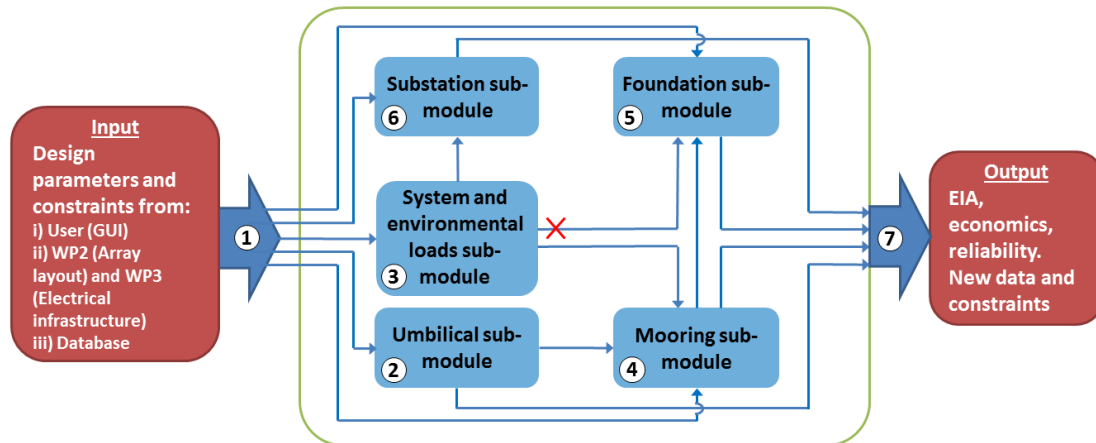 Input
Design
parameters and
constraints from:
i) User (GUI)
ii) WP2 (Array
layout) and WP3
(Electrical
infrastructure)
iii) Database
1
Substation sub-
module
6
Foundation sub-
module
5
System and
environmental
loads sub-
module
3
Umbilical sub-
module
2
Mooring sub-
module
4
7
Output
EIA,
economics,
reliability.
New data and
constraints